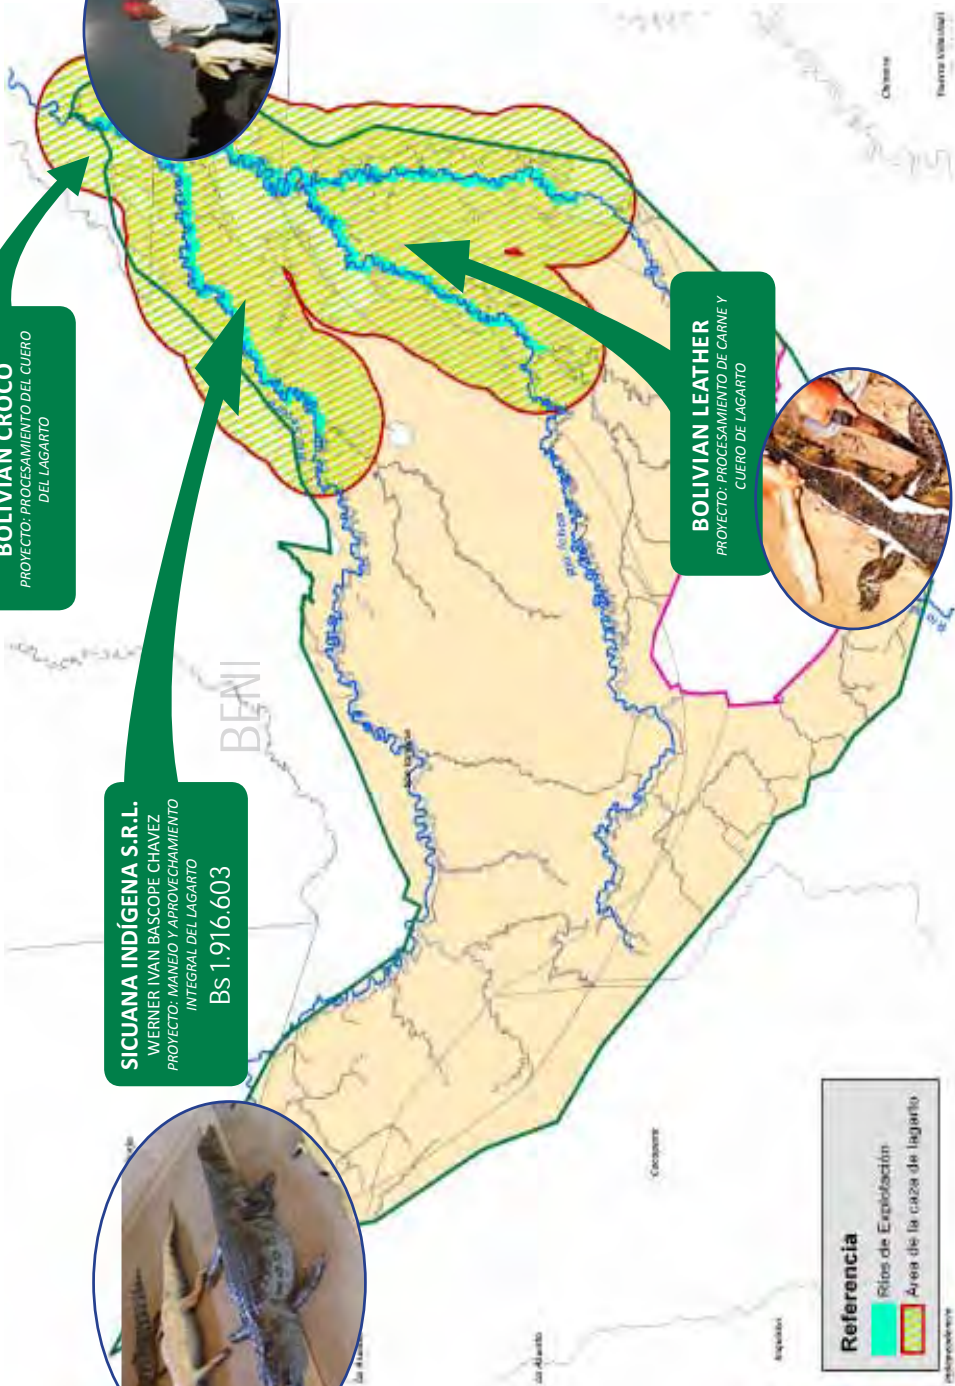 BOLIVIAN CROCO
PROYECTO: PROCESAMIENTO DEL CUERO
DEL LAGARTO
SICUANA INDÍGENA S.R.L.
WERNER IVAN BASCOPE CHAVEZ
PROYECTO: MANEJO Y APROVECHAMIENTO
INTEGRAL DEL LAGARTO
Bs 1.916.603
BENI
BOLIVIAN LEATHER
PROYECTO: PROCESAMIENTO DE CARNE Y
CUERO DE LAGARTO
Referencia
Ríos de Explotación
Area de la caza de lagarto